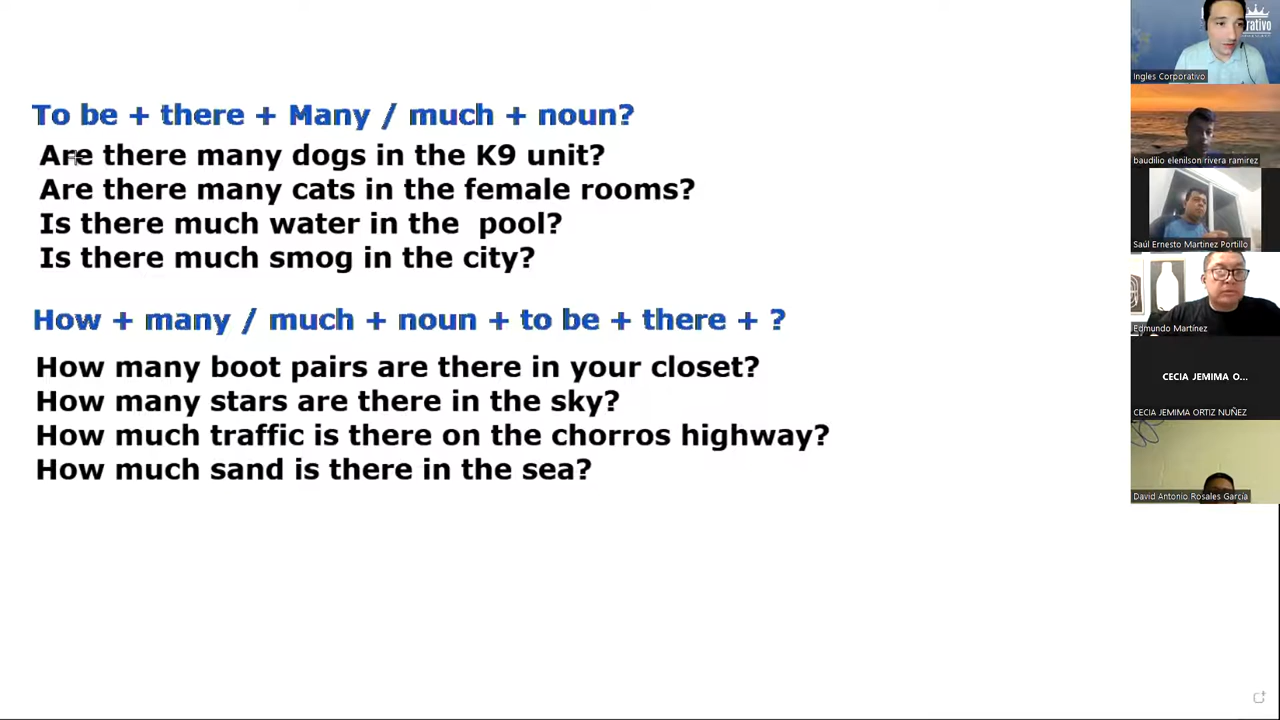 To be + there + Many / much + noun?
Are there many dogs in the K9 unit?
Are there many cats in the female rooms?
Is there much water in the  pool?
Is there much smog in the city?
How + many / much + noun + to be + there + ?
How many boot pairs are there in your closet?
How many stars are there in the sky?
How much traffic is there on the chorros highway?
How much sand is there in the sea?
rativo
Ingles Corporativo
baudilio elenilson rivera ramirez
Saúl Ernesto Martinez Portillo
Edmundo Martínez
CECIA JEMIMA O...
CECIA JEMIMA ORTIZ NUÑEZ
David Antonio Rosales García